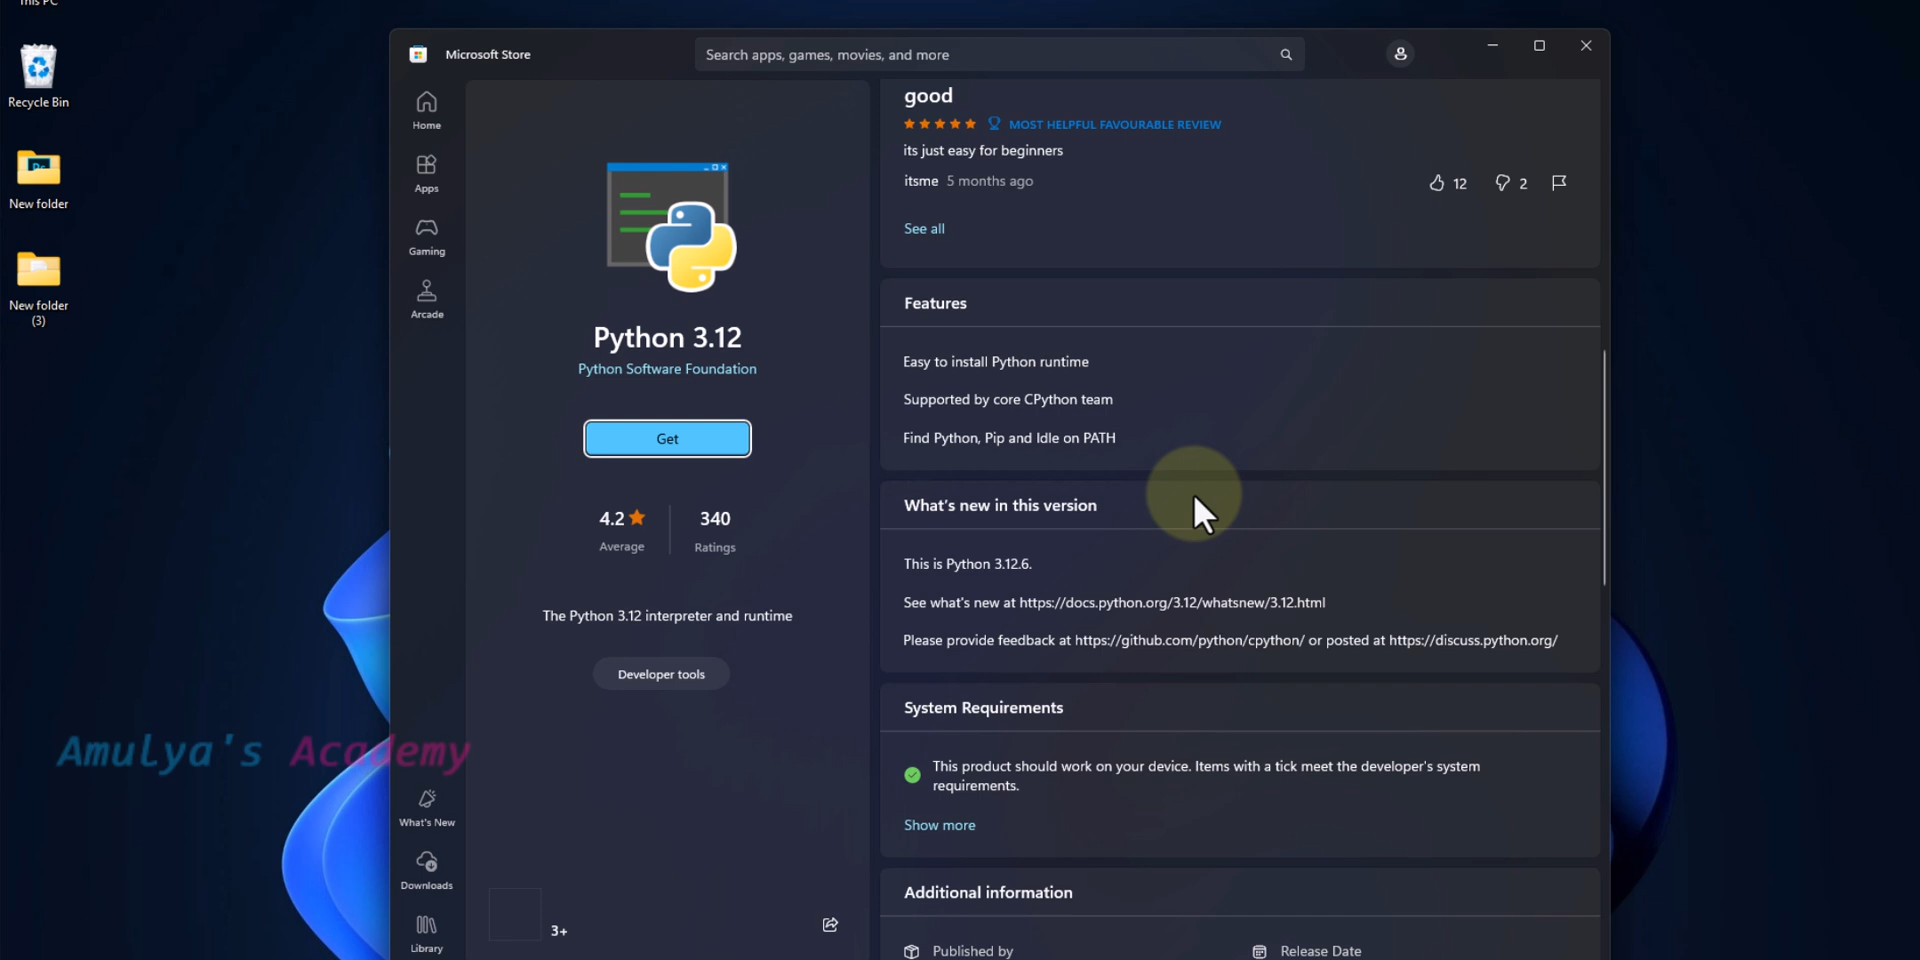 This PC
Recycle Bin
New folder
New folder
(3)
Microsoft Store
Search apps, games, movies, and more
Home
Apps
Gaming
Arcade
What's New
Downloads
Library
Python 3.12
Python Software Foundation
Get
4.2
Average
340
Ratings
The Python 3.12 interpreter and runtime
Developer tools
3+
good
MOST HELPFUL FAVOURABLE REVIEW
its just easy for beginners
itsme 5 months ago
12
2
See all
Features
Easy to install Python runtime
Supported by core CPython team
Find Python, Pip and Idle on PATH
What's new in this version
This is Python 3.12.6.
See what's new at https://docs.python.org/3.12/whatsnew/3.12.html
Please provide feedback at https://github.com/python/cpython/ or posted at https://discuss.python.org/
System Requirements
This product should work on your device. Items with a tick meet the developer's system
requirements.
Show more
Additional information
Published by
Release Date
Amulya's Academy